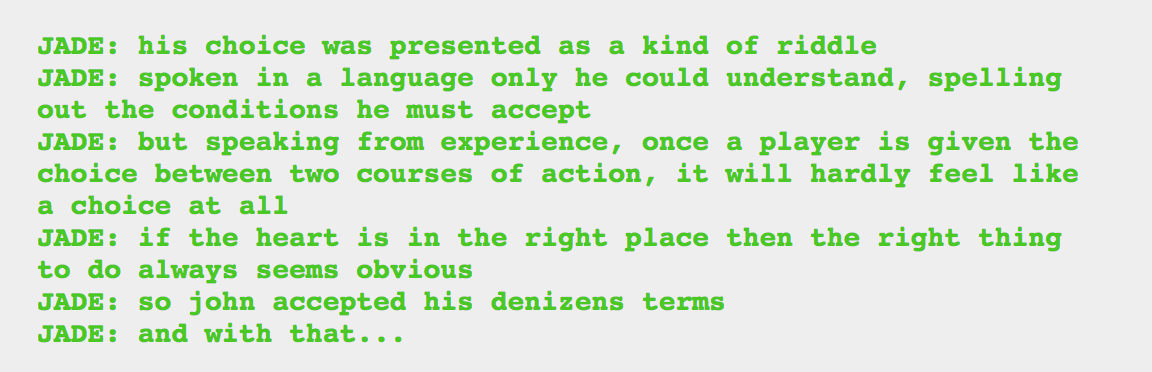 JADE: his choice was presented as a kind of riddle
JADE: spoken in a language only he could understand, spelling
out the conditions he must accept
JADE: but speaking from experience, once a player is given the
choice between two courses of action, it will hardly feel like
a choice at all
JADE: if the heart is in the right place then the right thing
to do always seems obvious
JADE: so john accepted his denizens terms
JADE: and with that...